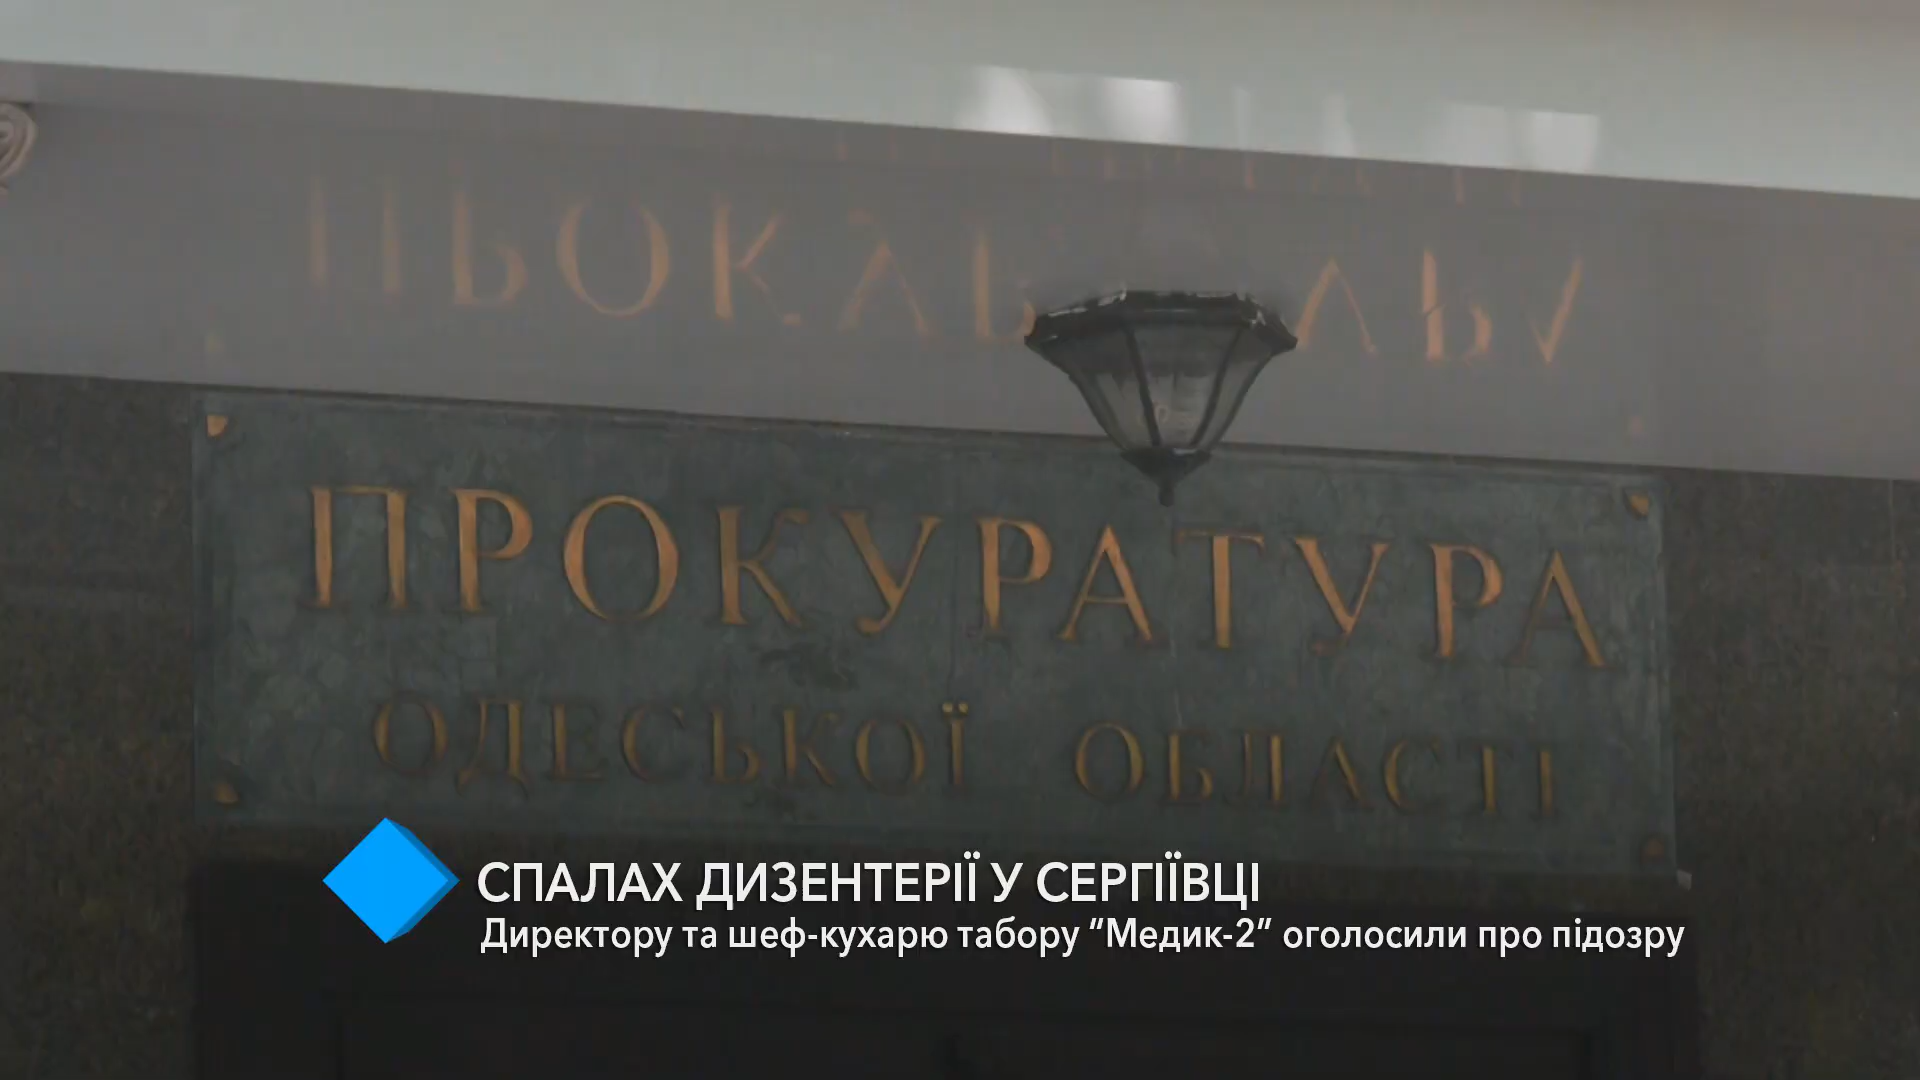 ПРОКУРАТУРА
ОДЕСЬКОЇ ОБЛАСТІ
СПАЛАХ ДИЗЕНТЕРІЇ У СЕРГІЇВЦІ
Директору та шеф-кухарю табору “Медик-2” оголосили про підозру